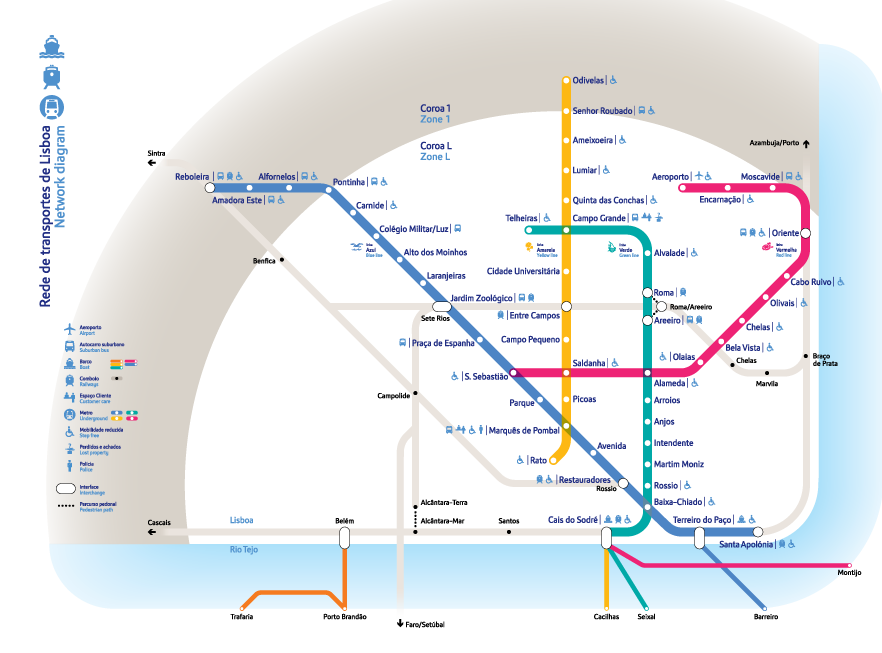 Rede de transportes de Lisboa
Network diagram
Coroa 1
Zone 1
Coroa L
Zone L
Sintra
Azambuja/Porto
Odivelas
Senhor Roubado
Ameixoeira
Lumiar
Quinta das Conchas
Campo Grande
Telheiras
Reboleira
Amadora Este
Alfornelos
Pontinha
Carnide
Colégio Militar/Luz
Alto dos Moinhos
Laranjeiras
Jardim Zoológico
Sete Rios
Praça de Espanha
S. Sebastião
Parque
Marquês de Pombal
Avenida
Restauradores
Rossio
Baixa-Chiado
Terreiro do Paço
Santa Apolónia
Linha
Azul
Blue line
Linha
Amarela
Yellow line
Linha
Verde
Green line
Linha
Vermelha
Red line
Cidade Universitária
Entre Campos
Campo Pequeno
Saldanha
Picoas
Rato
Aeroporto
Encarnação
Moscavide
Oriente
Cabo Ruivo
Olivais
Chelas
Bela Vista
Olaias
Alameda
Alvalade
Roma
Roma/Areeiro
Areeiro
Arroios
Anjos
Intendente
Martim Moniz
Rossio
Cais do Sodré
Benfica
Campolide
Chelas
Marvila
Braço
de Prata
Alcântara-Terra
Alcântara-Mar
Santos
Belém
Cascais
Lisboa
Rio Tejo
Trafaria
Porto Brandão
Faro/Setúbal
Cacilhas
Seixal
Barreiro
Montijo
Aeroporto
Airport
Autocarro suburbano
Suburban bus
Barco
Boat
Comboio
Railways
Espaço Cliente
Customer care
Metro
Underground
Mobilidade reduzida
Step free
Perdidos e achados
Lost property
Polícia
Police
Interface
Interchange
Percurso pedonal
Pedestrian path